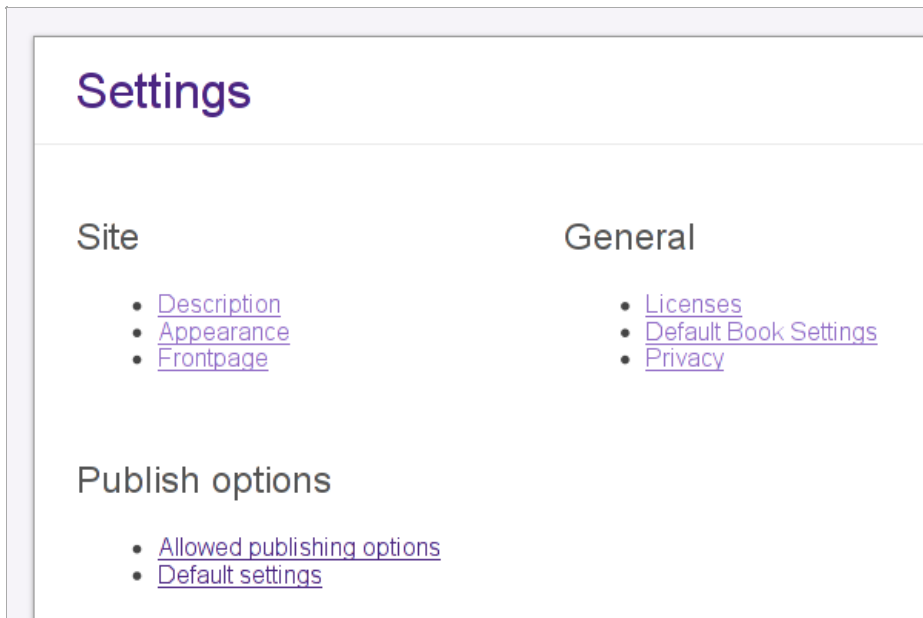 Settings
Site
Description
Appearance
Frontpage
General
Licenses
Default Book Settings
Privacy
Publish options
Allowed publishing options
Default settings